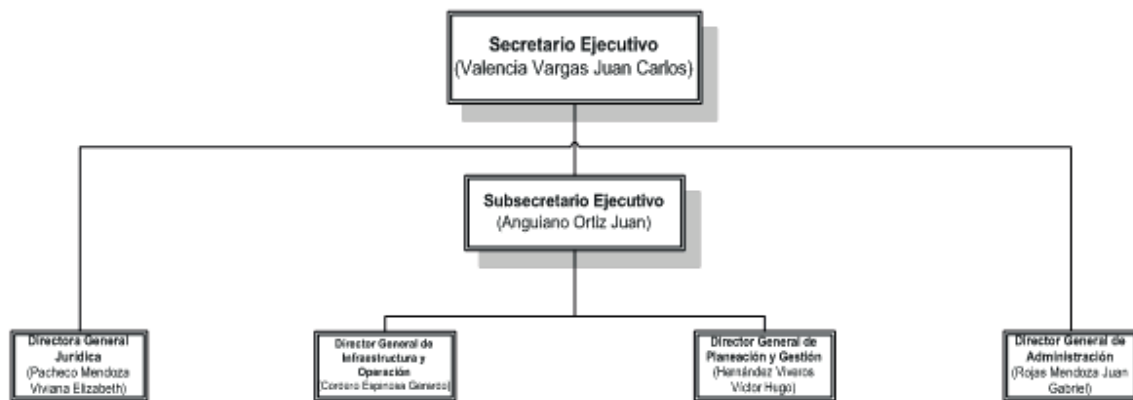 Secretario Ejecutivo
(Valencia Vargas Juan Carlos)
Subsecretario Ejecutivo
(Anguiano Ortiz Juan)
Directora General
Jurídica
(Pacheco Mendoza
Viviana Elizabeth)
Director General de
Infraestructura y
Operación
(Cordero Espinosa Gerardo)
Director General de
Planeación y Gestión
(Hernández Viveros
Víctor Hugo)
Director General de
Administración
(Rojas Mendoza Juan
Gabriel)